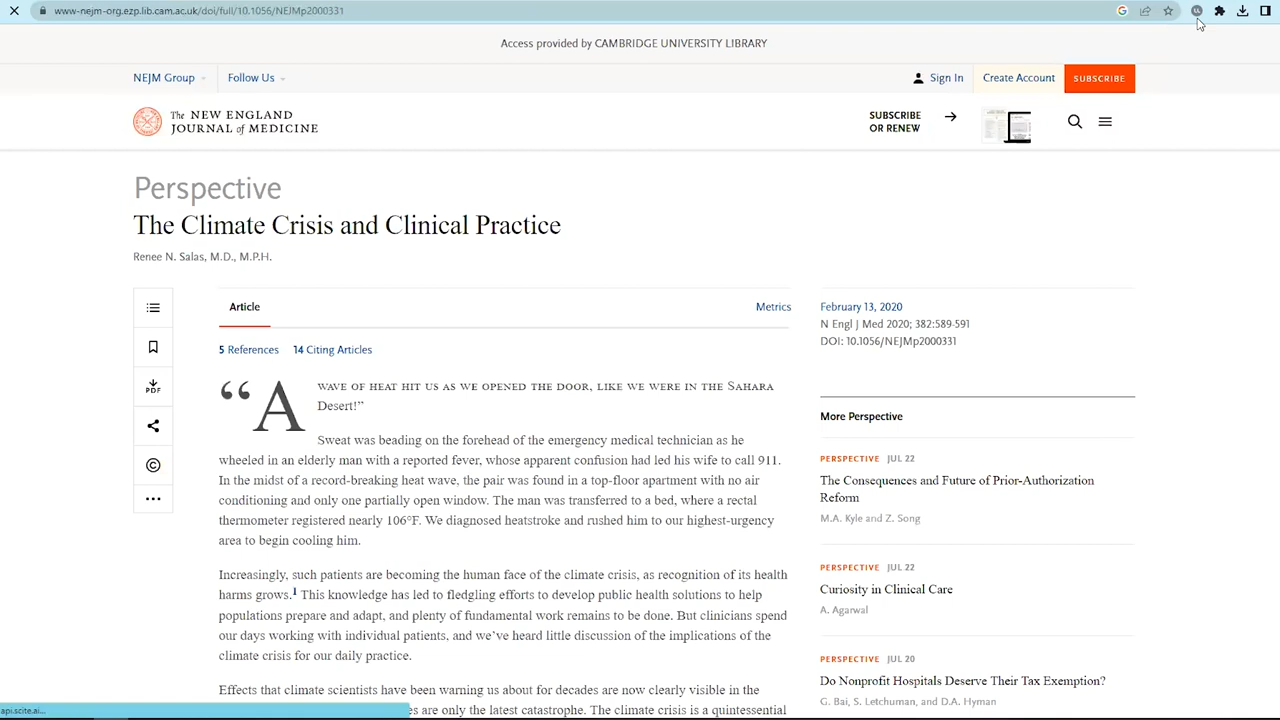 www-nejm-org.ezp.lib.cam.ac.uk/doi/full/10.1056/NEJMp2000331
Access provided by CAMBRIDGE UNIVERSITY LIBRARY
NEJM Group
Follow Us
Sign In
Create Account
SUBSCRIBE
The NEW ENGLAND
JOURNAL of MEDICINE
SUBSCRIBE
OR RENEW
Perspective
The Climate Crisis and Clinical Practice
Renee N. Salas, M.D., M.P.H.
Article
Metrics
5 References
14 Citing Articles
“A WAVE OF HEAT HIT US AS WE OPENED THE DOOR, LIKE WE WERE IN THE SAHARA
Desert!”
Sweat was beading on the forehead of the emergency medical technician as he
wheeled in an elderly man with a reported fever, whose apparent confusion had led his wife to call 911.
In the midst of a record-breaking heat wave, the pair was found in a top-floor apartment with no air
conditioning and only one partially open window. The man was transferred to a bed, where a rectal
thermometer registered nearly 106°F. We diagnosed heatstroke and rushed him to our highest-urgency
area to begin cooling him.
Increasingly, such patients are becoming the human face of the climate crisis, as recognition of its health
harms grows.1 This knowledge has led to fledgling efforts to develop public health solutions to help
populations prepare and adapt, and plenty of fundamental work remains to be done. But clinicians spend
our days working with individual patients, and we’ve heard little discussion of the implications of the
climate crisis for our daily practice.
Effects that climate scientists have been warning us about for decades are now clearly visible in the
es are only the latest catastrophe. The climate crisis is a quintessential
PDF
February 13, 2020
N Engl J Med 2020; 382:589-591
DOI: 10.1056/NEJMp2000331
More Perspective
PERSPECTIVE JUL 22
The Consequences and Future of Prior-Authorization
Reform
M.A. Kyle and Z. Song
PERSPECTIVE JUL 22
Curiosity in Clinical Care
A. Agarwal
PERSPECTIVE JUL 20
Do Nonprofit Hospitals Deserve Their Tax Exemption?
G. Bai, S. Letchuman, and D.A. Hyman
api.scite.ai...